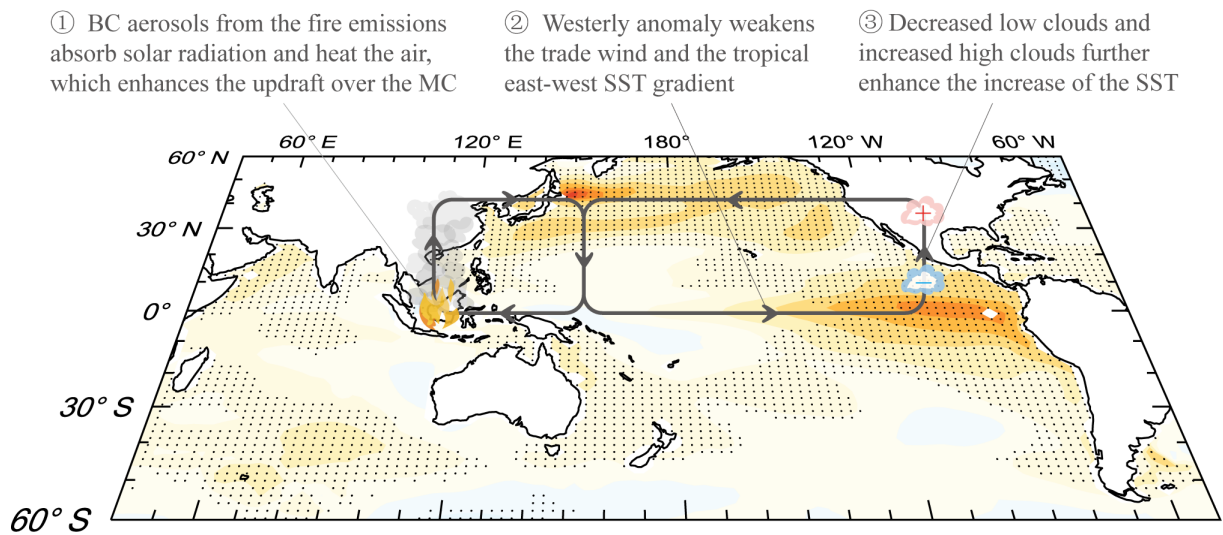 ① BC aerosols from the fire emissions
absorb solar radiation and heat the air,
which enhances the updraft over the MC
② Westerly anomaly weakens
the trade wind and the tropical
east-west SST gradient
③ Decreased low clouds and
increased high clouds further
enhance the increase of the SST
60° E 120° E 180° 120° W 60° W
60° N
30° N
0°
30° S
60° S